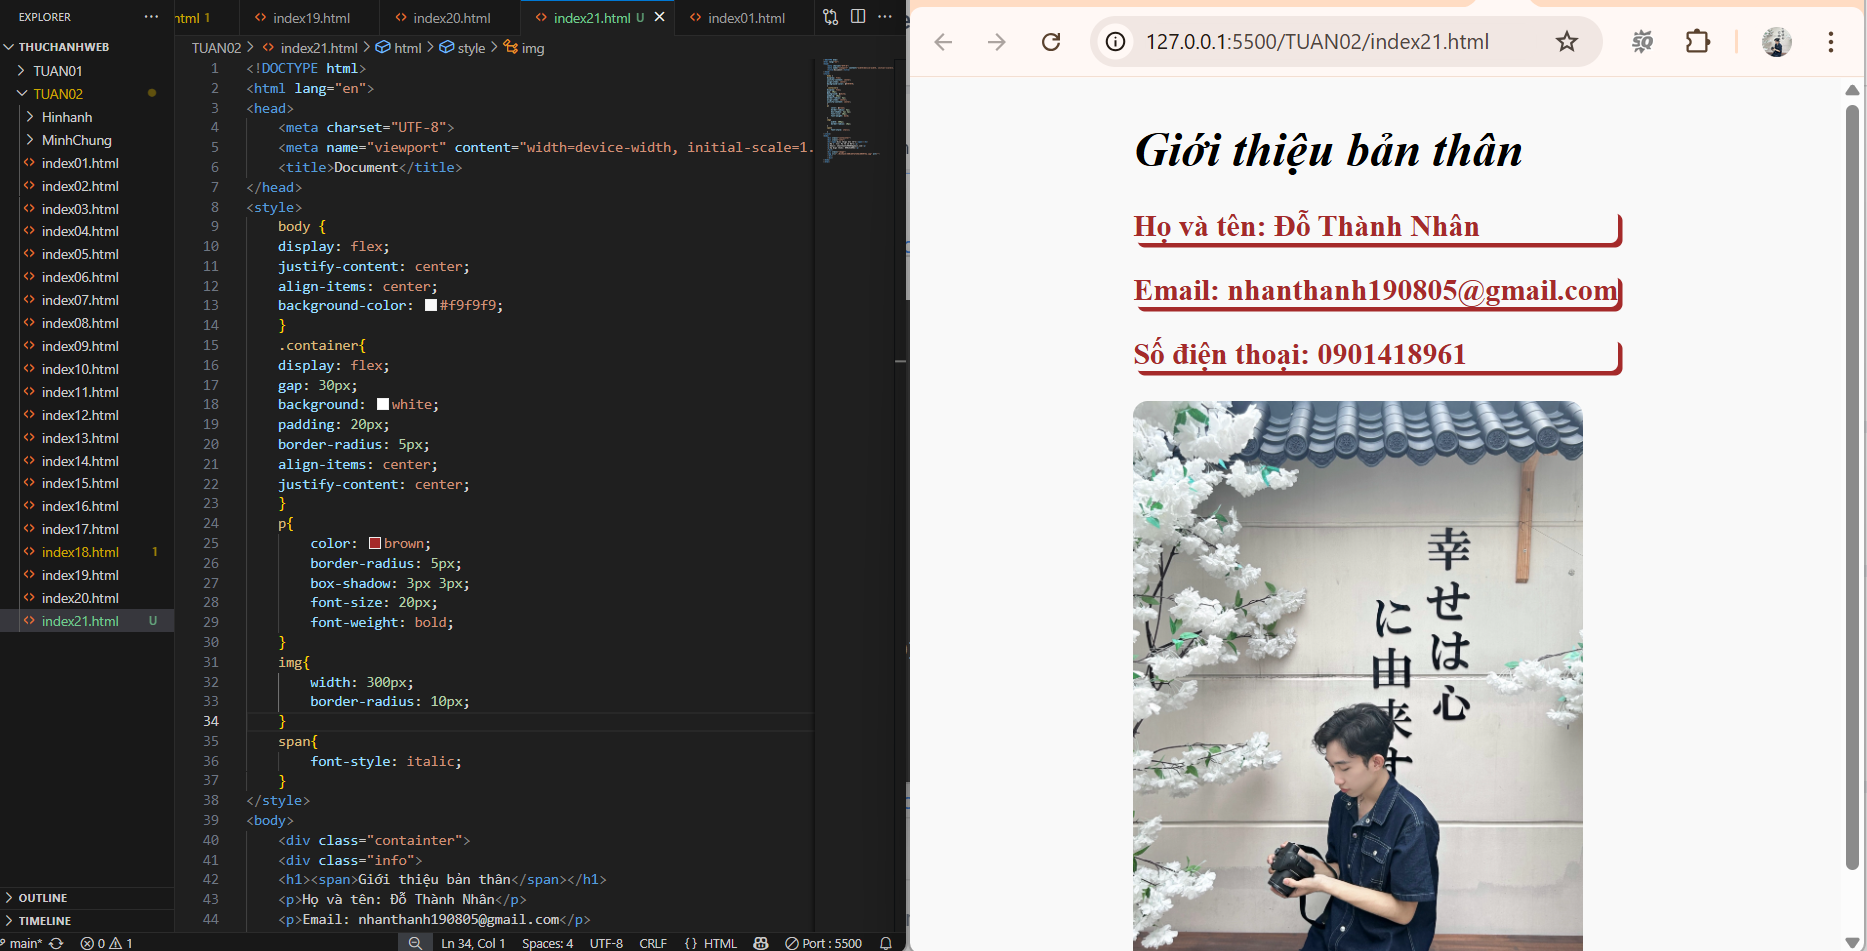 EXPLORER
THUCHANHWEB
TUAN01
TUAN02
Hinhanh
MinhChung
index01.html
index02.html
index03.html
index04.html
index05.html
index06.html
index07.html
index08.html
index09.html
index10.html
index11.html
index12.html
index13.html
index14.html
index15.html
index16.html
index17.html
index18.html 1
index19.html
index20.html
index21.html U
OUTLINE
TIMELINE
html 1
index19.html
index20.html
index21.html U
index01.html
TUAN02 > index21.html > html > style > img
1 <!DOCTYPE html>
2 <html lang="en">
3 <head>
4 <meta charset="UTF-8">
5 <meta name="viewport" content="width=device-width, initial-scale=1.
6 <title>Document</title>
7 </head>
8 <style>
9 body {
10 display: flex;
11 justify-content: center;
12 align-items: center;
13 background-color: #f9f9f9;
14 }
15 .container{
16 display: flex;
17 gap: 30px;
18 background: white;
19 padding: 20px;
20 border-radius: 5px;
21 align-items: center;
22 justify-content: center;
23 }
24 p{
25 color: brown;
26 border-radius: 5px;
27 box-shadow: 3px 3px;
28 font-size: 20px;
29 font-weight: bold;
30 }
31 img{
32 width: 300px;
33 border-radius: 10px;
34 }
35 span{
36 font-style: italic;
37 }
38 </style>
39 <body>
40 <div class="containter">
41 <div class="info">
42 <h1><span>Giới thiệu bản thân</span></h1>
43 <p>Họ và tên: Đỗ Thành Nhân</p>
44 <p>Email: nhanthanh190805@gmail.com</p>
main* 0 1 Ln 34, Col 1 Spaces: 4 UTF-8 CRLF {} HTML Port : 5500
127.0.0.1:5500/TUAN02/index21.html
Giới thiệu bản thân
Họ và tên: Đỗ Thành Nhân
Email: nhanthanh190805@gmail.com
Số điện thoại: 0901418961
幸せは心
に由来す